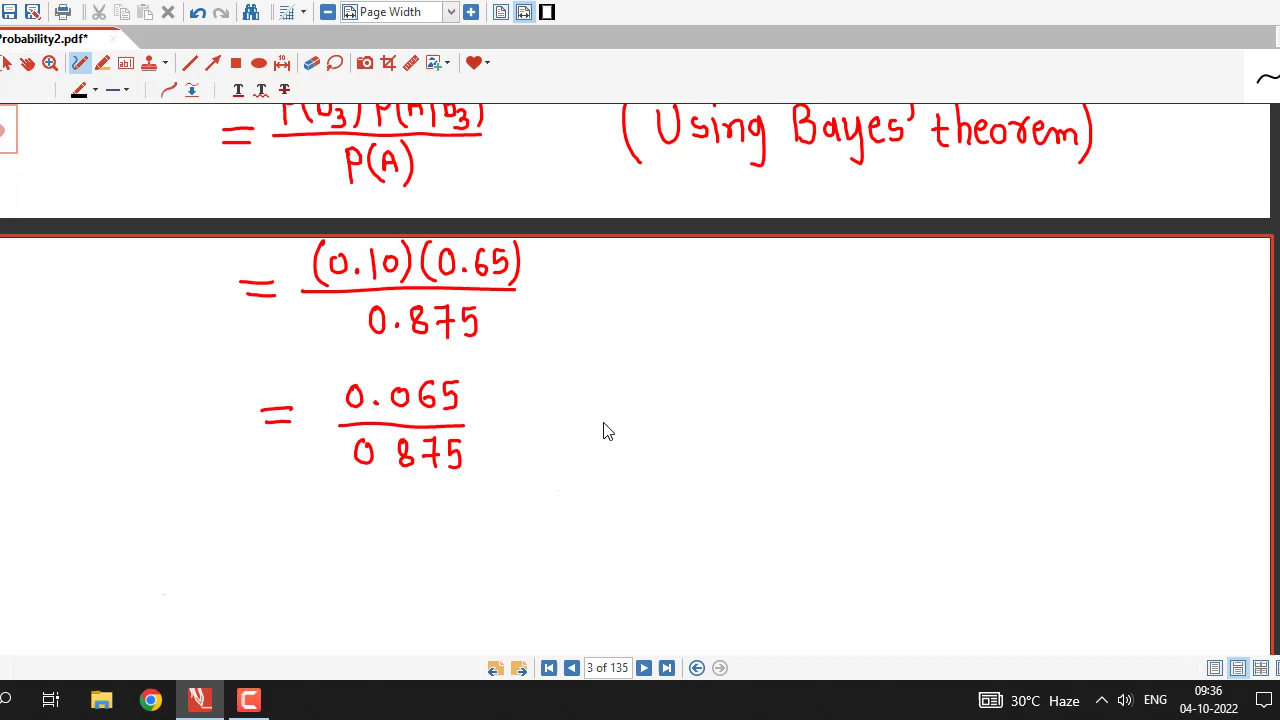 Page Width
Probability2.pdf*
= P(B3) P(A|B3) / P(A) (Using Bayes' theorem)
= (0.10)(0.65) / 0.875
= 0.065 / 0 875
3 of 135
30°C Haze ENG 09:36
04-10-2022